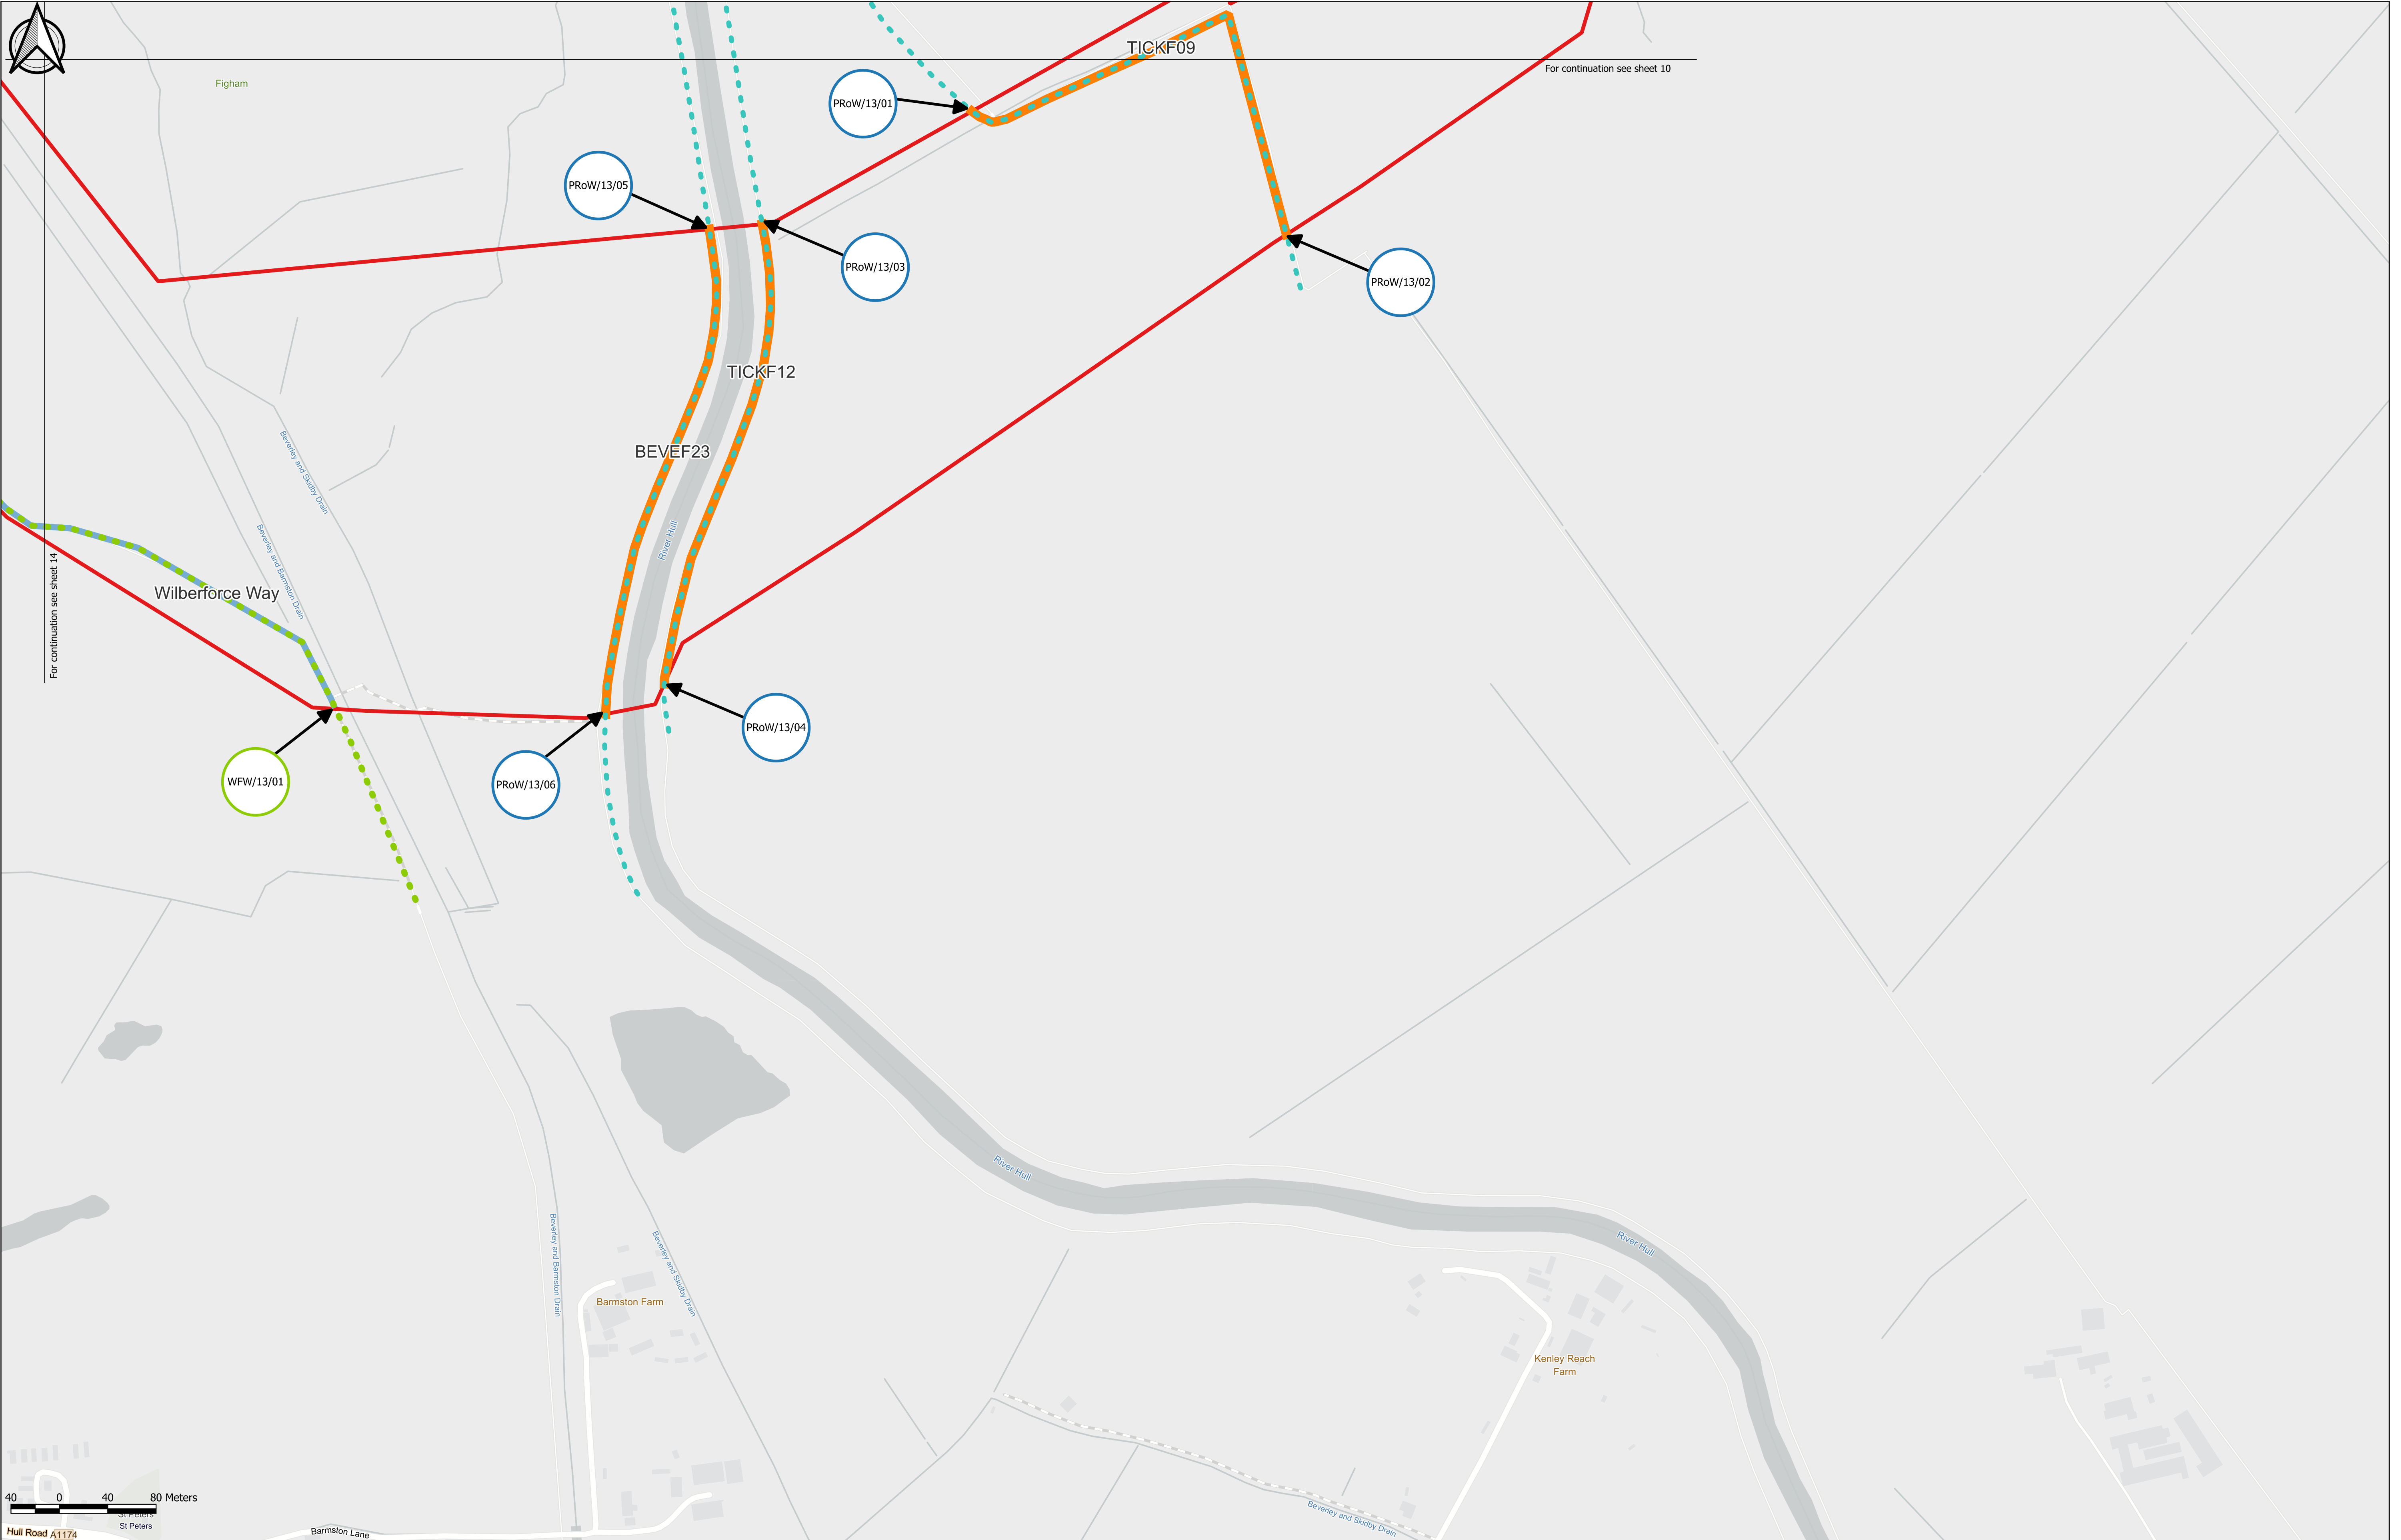 TICKF09
For continuation see sheet 10
Figham
PRoW/13/01
PRoW/13/05
PRoW/13/03
PRoW/13/02
TICKF12
BEVEF23
Beverley and Skidby Drain
River Hull
Beverley and Barmston Drain
For continuation see sheet 14
Wilberforce Way
PRoW/13/04
WFW/13/01
PRoW/13/06
River Hull
River Hull
Beverley and Barmston Drain
Beverley and Skidby Drain
Barmston Farm
Kenley Reach
Farm
40 0 40 80 Meters
St Peters
St Peters
Beverley and Skidby Drain
Hull Road A1174
Barmston Lane